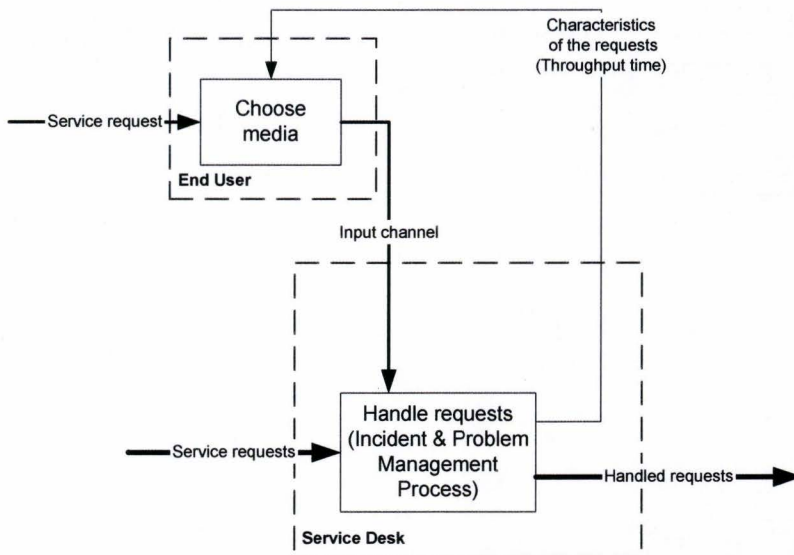 Characteristics
of the requests
(Throughput time)
Choose
media
Service request
End User
Input channel
Handle requests
(Incident & Problem
Management
Process)
Service requests
Handled requests
Service Desk